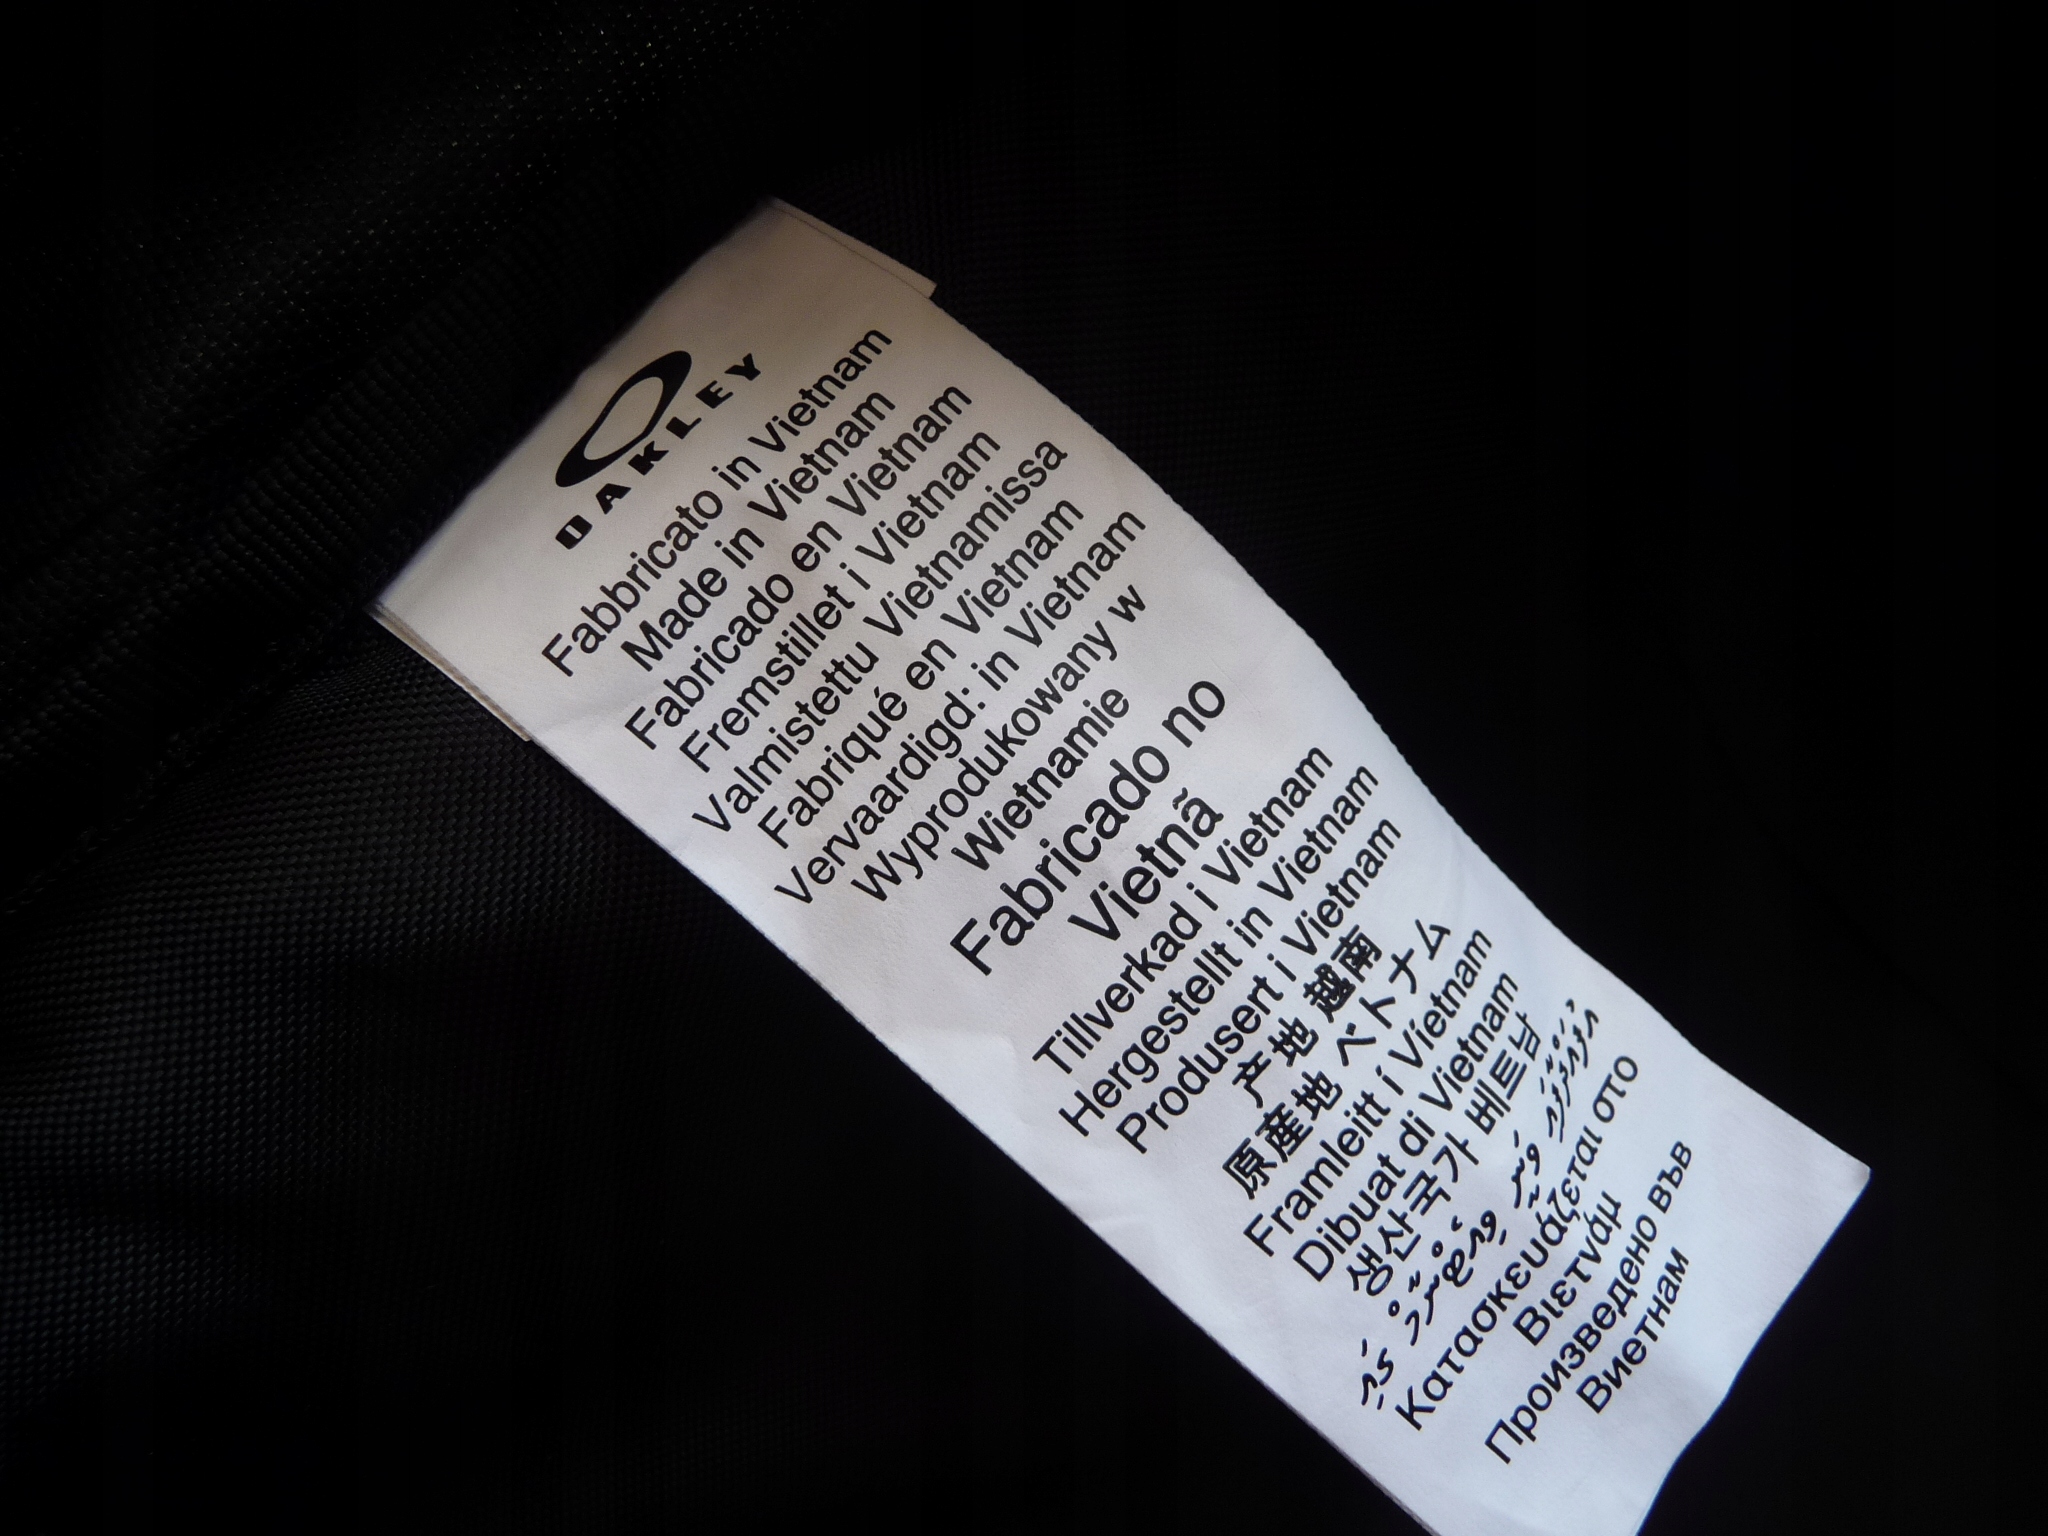 OAKLEY
Fabbricato in Vietnam
Made in Vietnam
Fabricado en Vietnam
Fremstillet i Vietnam
Valmistettu Vietnamissa
Fabriqué en Vietnam
Vervaardigd: in Vietnam
Wyprodukowany w
Wietnamie
Fabricado no
Vietnã
Tillverkad i Vietnam
Hergestellt in Vietnam
Produsert i Vietnam
产地 越南
原産地 ベトナム
Framleitt í Vietnam
Dibuat di Vietnam
생산국가 베트남
Κατασκευάζεται στο
Βιετνάμ
Произведено във
Виетнам